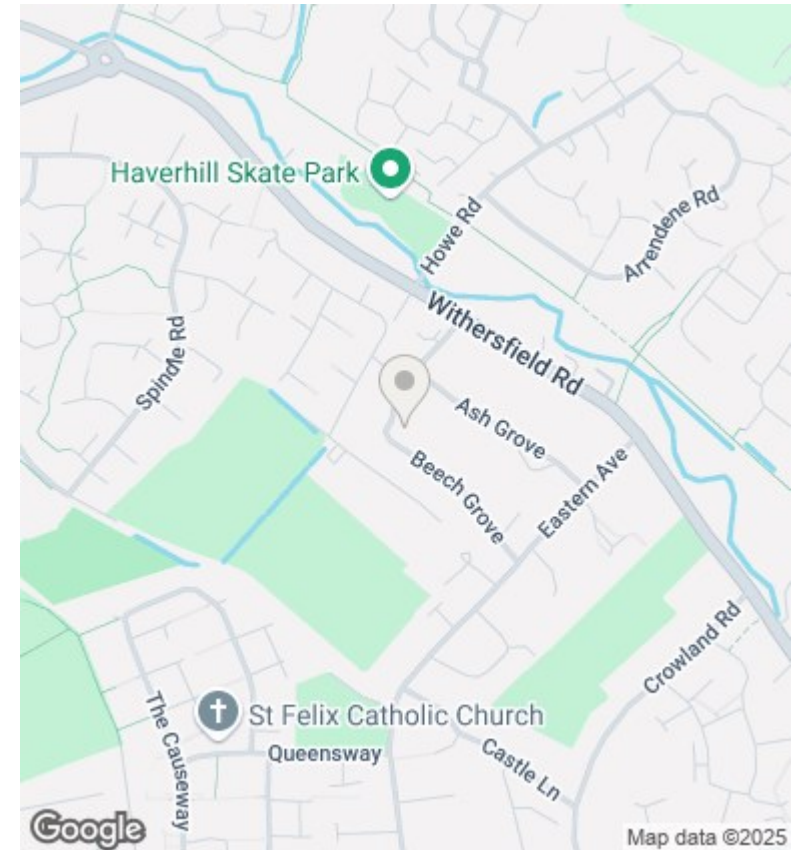 Haverhill Skate Park
Howe Rd
Arrendene Rd
Withersfield Rd
Spindle Rd
Ash Grove
Beech Grove
Eastern Ave
Crowland Rd
The Causeway
St Felix Catholic Church
Queensway
Castle Ln
Google
Map data ©2025